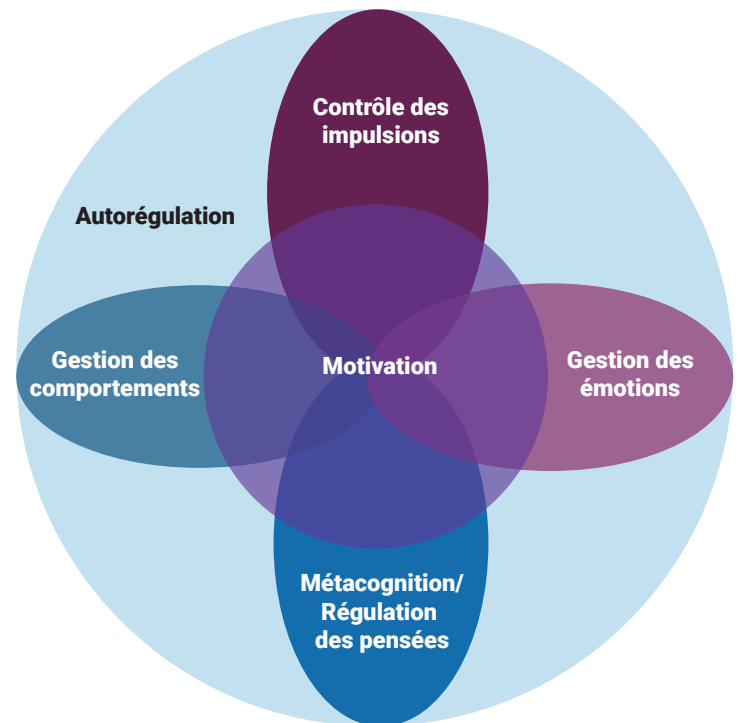 Contrôle des
impulsions
Autorégulation
Gestion des
comportements
Motivation
Gestion des
émotions
Métacognition/
Régulation
des pensées